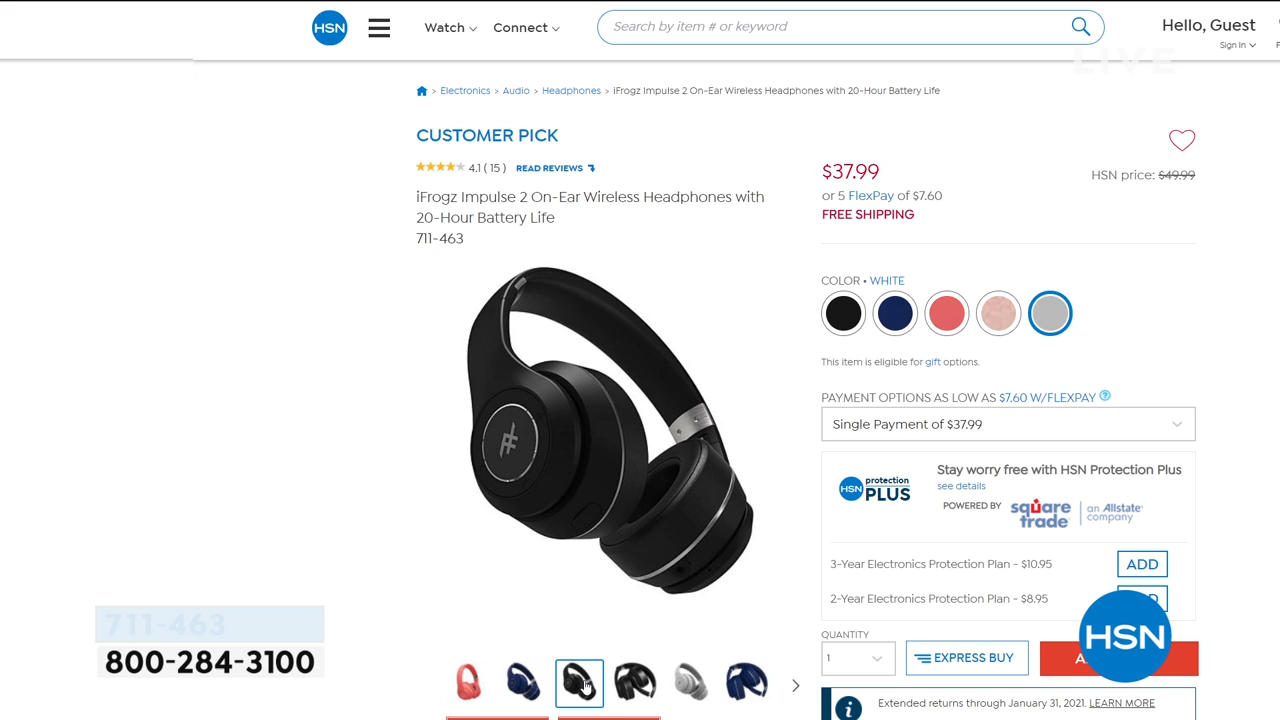 HSN
Watch
Connect
Search by item # or keyword
Hello, Guest
Sign In
LIVE
> Electronics > Audio > Headphones > iFrogz Impulse 2 On-Ear Wireless Headphones with 20-Hour Battery Life
CUSTOMER PICK
4.1 ( 15 ) READ REVIEWS
iFrogz Impulse 2 On-Ear Wireless Headphones with
20-Hour Battery Life
711-463
$37.99
HSN price: $49.99
or 5 FlexPay of $7.60
FREE SHIPPING
COLOR • WHITE
This item is eligible for gift options.
PAYMENT OPTIONS AS LOW AS $7.60 W/FLEXPAY ?
Single Payment of $37.99
HSN protection PLUS
Stay worry free with HSN Protection Plus
see details
POWERED BY square trade | an Allstate company
3-Year Electronics Protection Plan - $10.95 ADD
2-Year Electronics Protection Plan - $8.95
QUANTITY
1
EXPRESS BUY
HSN
i Extended returns through January 31, 2021. LEARN MORE
711-463
800-284-3100